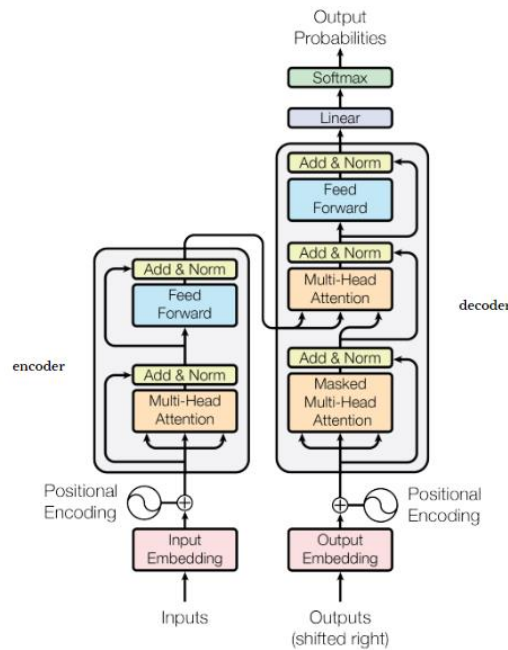 Output
Probabilities
Softmax
Linear
Add & Norm
Feed
Forward
Add & Norm
Multi-Head
Attention
decoder
Add & Norm
Masked
Multi-Head
Attention
Positional
Encoding
Output
Embedding
Outputs
(shifted right)
Add & Norm
Feed
Forward
encoder
Add & Norm
Multi-Head
Attention
Positional
Encoding
Input
Embedding
Inputs